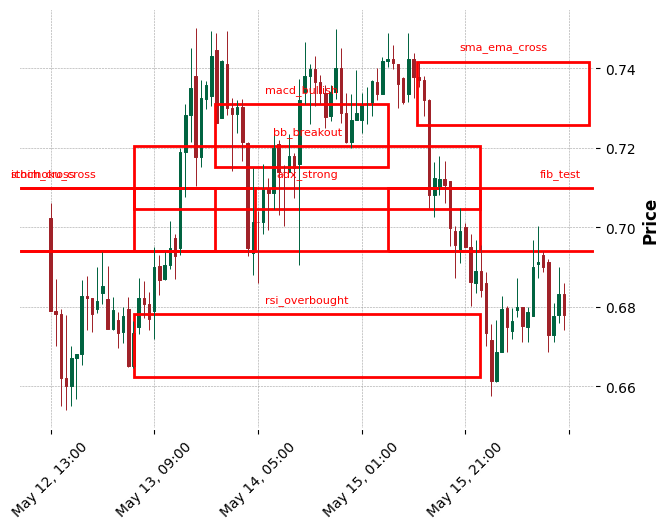 sma_ema_cross
0.74
macd_bullish
bb_breakout
0.72
adx_strong
fib_test
0.70
Price
rsi_overbought
0.68
0.66
May 12, 13:00
May 13, 09:00
May 14, 05:00
May 15, 01:00
May 15, 21:00